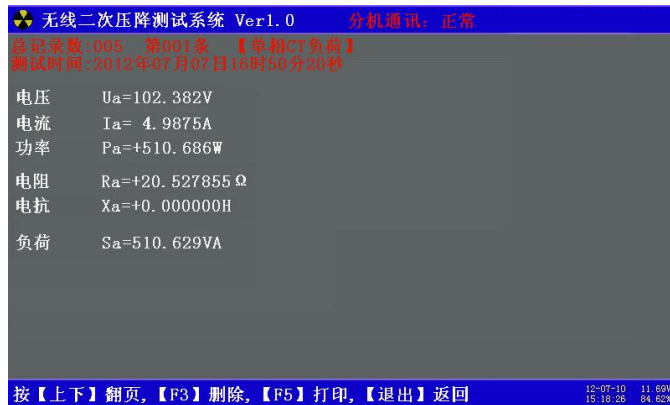 无线二次压降测试系统 Ver1.0 分机通讯：正常
总记录数:005 第001条 【单相CT负荷】
测试时间:2012年07月07日16时50分20秒
电压 Ua=102.382V
电流 Ia= 4.9875A
功率 Pa=+510.686W
电阻 Ra=+20.527855Ω
电抗 Xa=+0.000000H
负荷 Sa=510.629VA
按【上下】翻页,【F3】删除,【F5】打印,【退出】返回
12-07-10 11.69V
15:18:26 84.62%